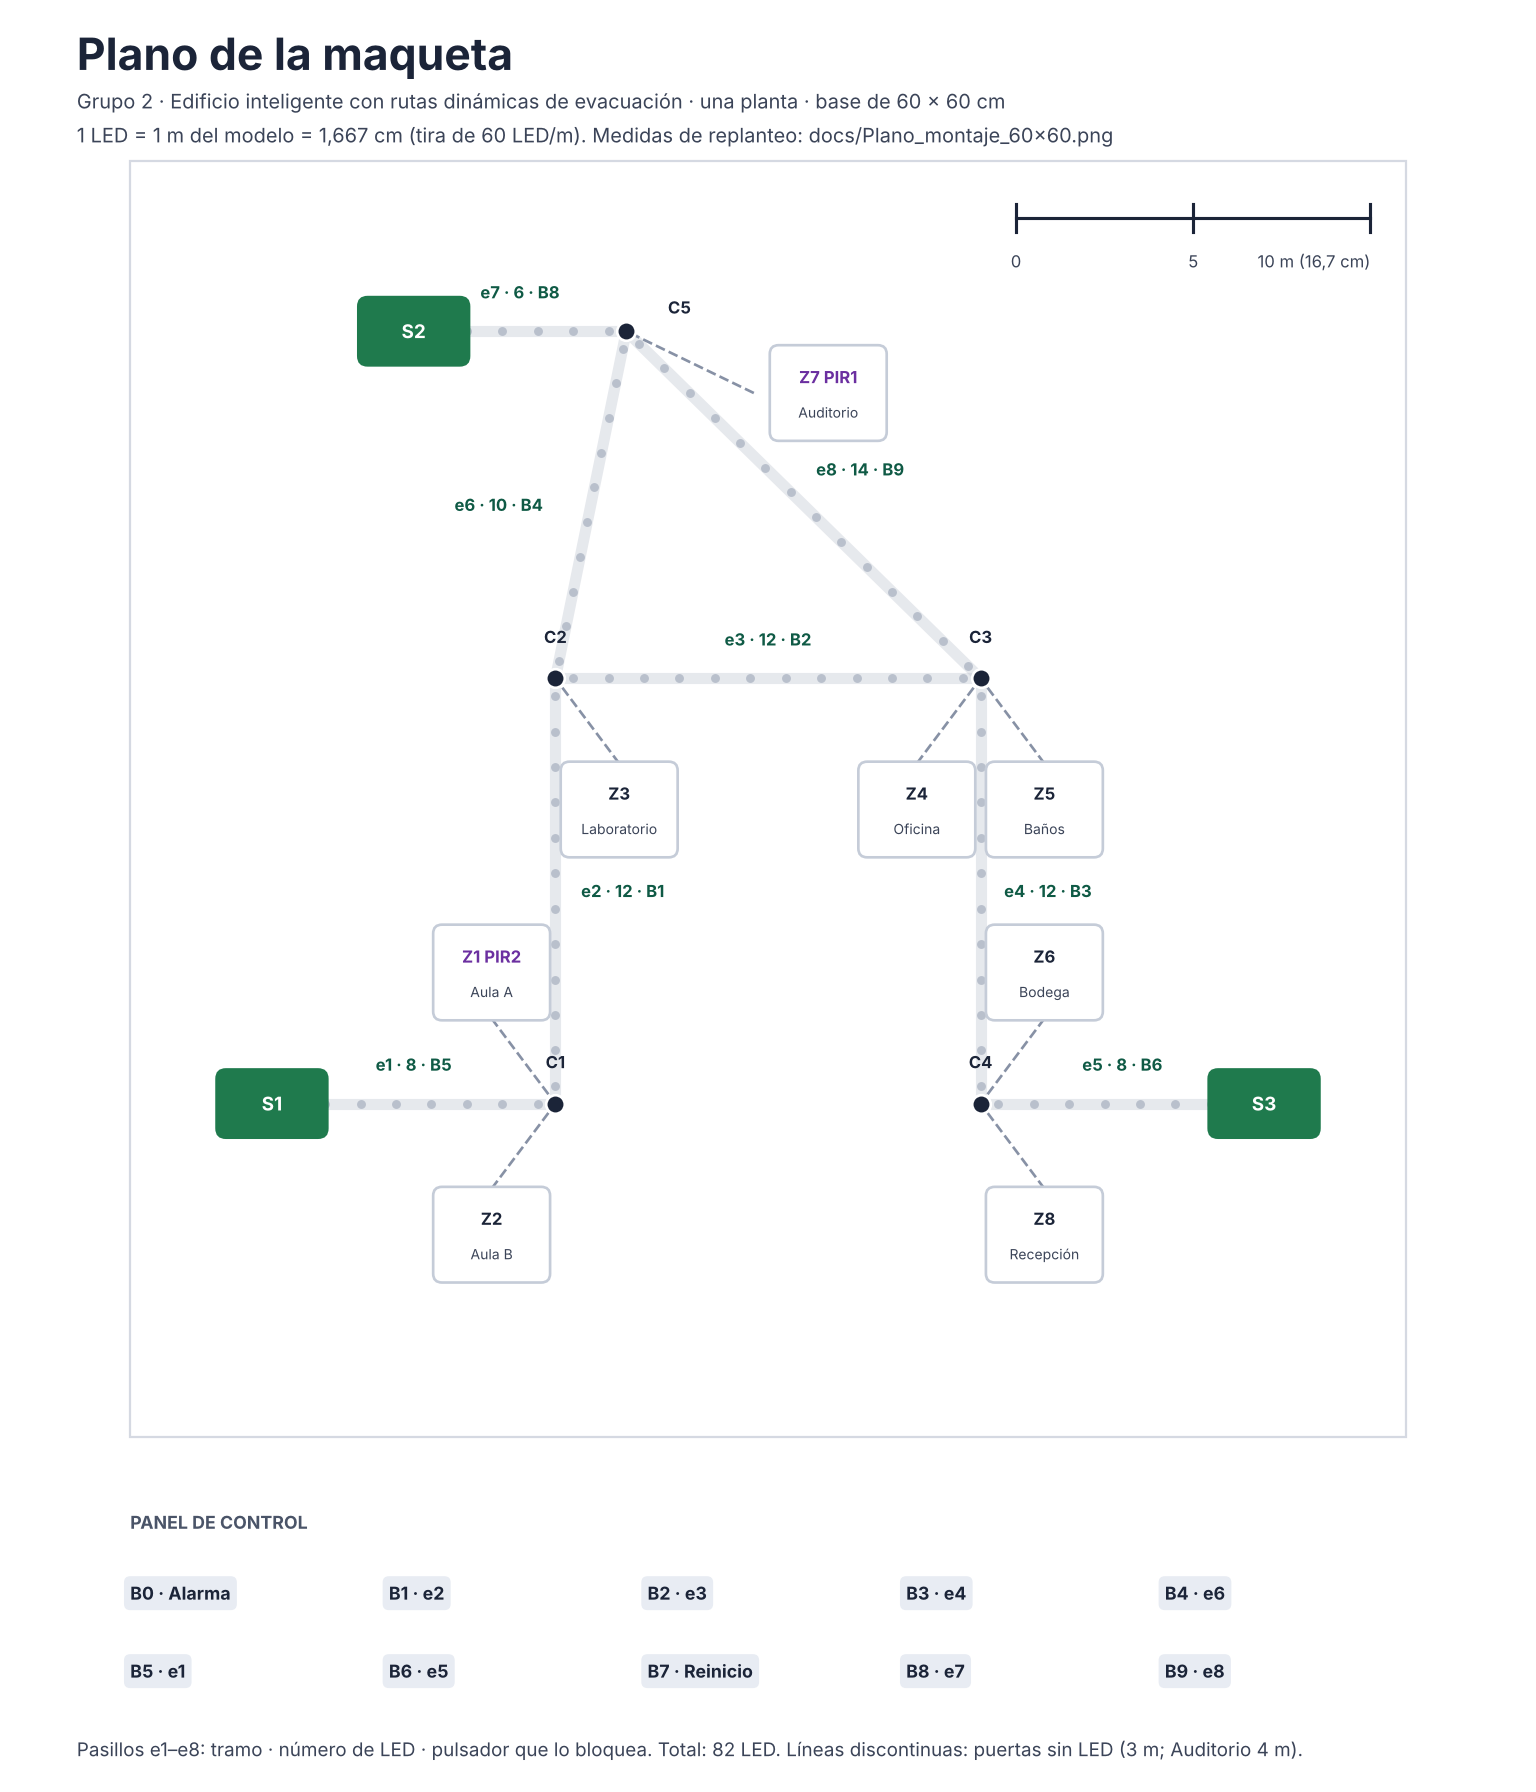 Plano de la maqueta
Grupo 2 · Edificio inteligente con rutas dinámicas de evacuación · una planta · base de 60 × 60 cm
1 LED = 1 m del modelo = 1,667 cm (tira de 60 LED/m). Medidas de replanteo: docs/Plano_montaje_60×60.png
0 5 10 m (16,7 cm)
e7 · 6 · B8
C5
S2
Z7 PIR1
Auditorio
e8 · 14 · B9
e6 · 10 · B4
C2
e3 · 12 · B2
C3
Z3
Laboratorio
Z4
Oficina
Z5
Baños
e2 · 12 · B1
e4 · 12 · B3
Z1 PIR2
Aula A
Z6
Bodega
e1 · 8 · B5
C1
C4
e5 · 8 · B6
S1
S3
Z2
Aula B
Z8
Recepción
PANEL DE CONTROL
B0 · Alarma
B1 · e2
B2 · e3
B3 · e4
B4 · e6
B5 · e1
B6 · e5
B7 · Reinicio
B8 · e7
B9 · e8
Pasillos e1–e8: tramo · número de LED · pulsador que lo bloquea. Total: 82 LED. Líneas discontinuas: puertas sin LED (3 m; Auditorio 4 m).